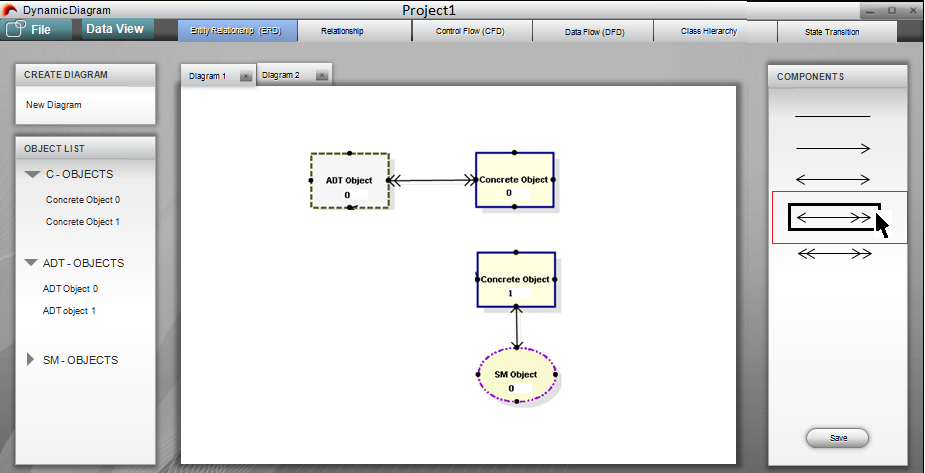 DynamicDiagram
Project1
File
Data View
Entity Relationship (ERD)
Relationship
Control Flow (CFD)
Data Flow (DFD)
Class Hierarchy
State Transition
CREATE DIAGRAM
New Diagram
OBJECT LIST
C - OBJECTS
Concrete Object 0
Concrete Object 1
ADT - OBJECTS
ADT Object 0
ADT object 1
SM - OBJECTS
Diagram 1
Diagram 2
ADT Object
0
Concrete Object
0
Concrete Object
1
SM Object
0
COMPONENTS
Save